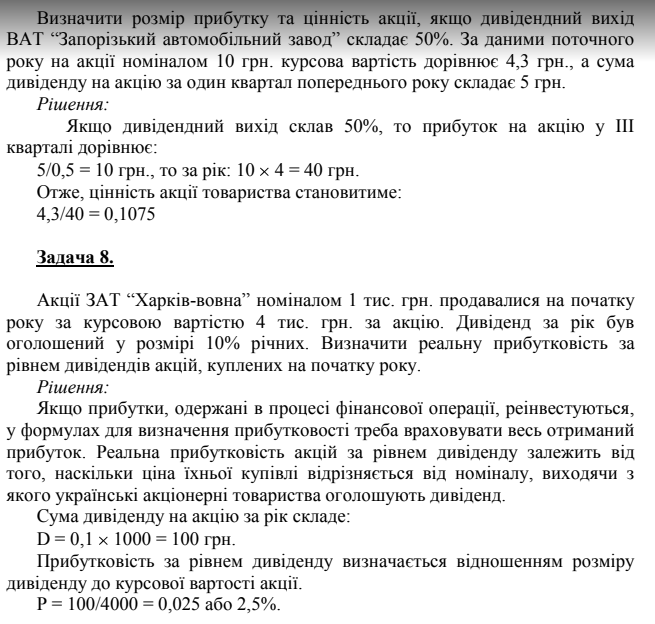 Визначити розмір прибутку та цінність акції, якщо дивідендний вихід
ВАТ “Запорізький автомобільний завод” складає 50%. За даними поточного
року на акції номіналом 10 грн. курсова вартість дорівнює 4,3 грн., а сума
дивіденду на акцію за один квартал попереднього року складає 5 грн.
Рішення:
Якщо дивідендний вихід склав 50%, то прибуток на акцію у III
кварталі дорівнює:
5/0,5 = 10 грн., то за рік: 10 × 4 = 40 грн.
Отже, цінність акції товариства становитиме:
4,3/40 = 0,1075
Задача 8.
Акції ЗАТ “Харків-вовна” номіналом 1 тис. грн. продавалися на початку
року за курсовою вартістю 4 тис. грн. за акцію. Дивіденд за рік був
оголошений у розмірі 10% річних. Визначити реальну прибутковість за
рівнем дивідендів акцій, куплених на початку року.
Рішення:
Якщо прибутки, одержані в процесі фінансової операції, реінвестуються,
у формулах для визначення прибутковості треба враховувати весь отриманий
прибуток. Реальна прибутковість акцій за рівнем дивіденду залежить від
того, наскільки ціна їхньої купівлі відрізняється від номіналу, виходячи з
якого українські акціонерні товариства оголошують дивіденд.
Сума дивіденду на акцію за рік складе:
D = 0,1 × 1000 = 100 грн.
Прибутковість за рівнем дивіденду визначається відношенням розміру
дивіденду до курсової вартості акції.
P = 100/4000 = 0,025 або 2,5%.